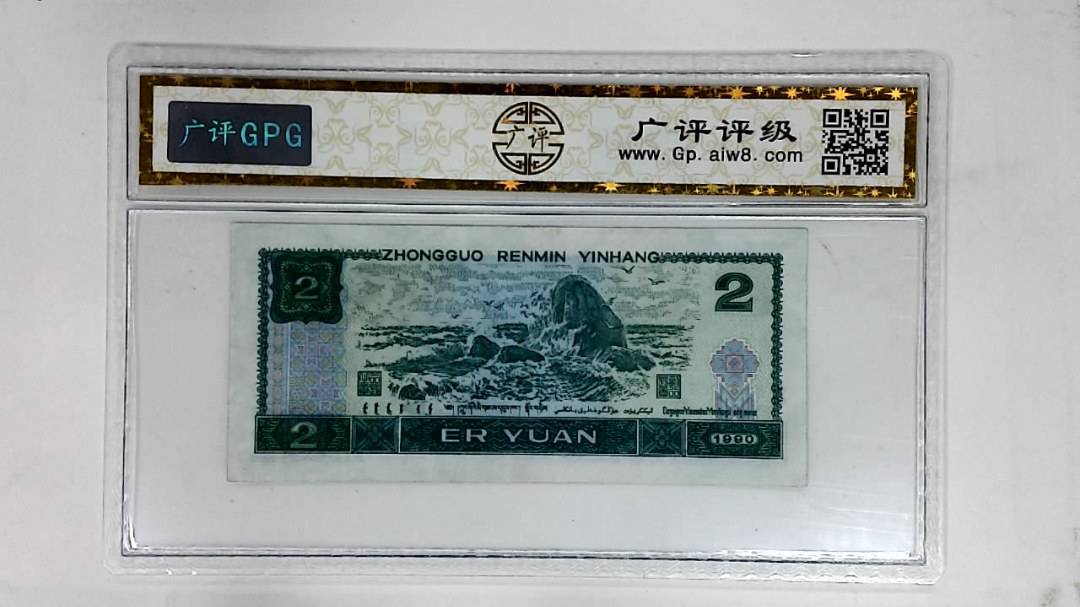 广评GPG
广评
广评评级
www. Gp. aiw8. com
ZHONGGUO RENMIN YINHANG
2
2
2
ER YUAN
1990